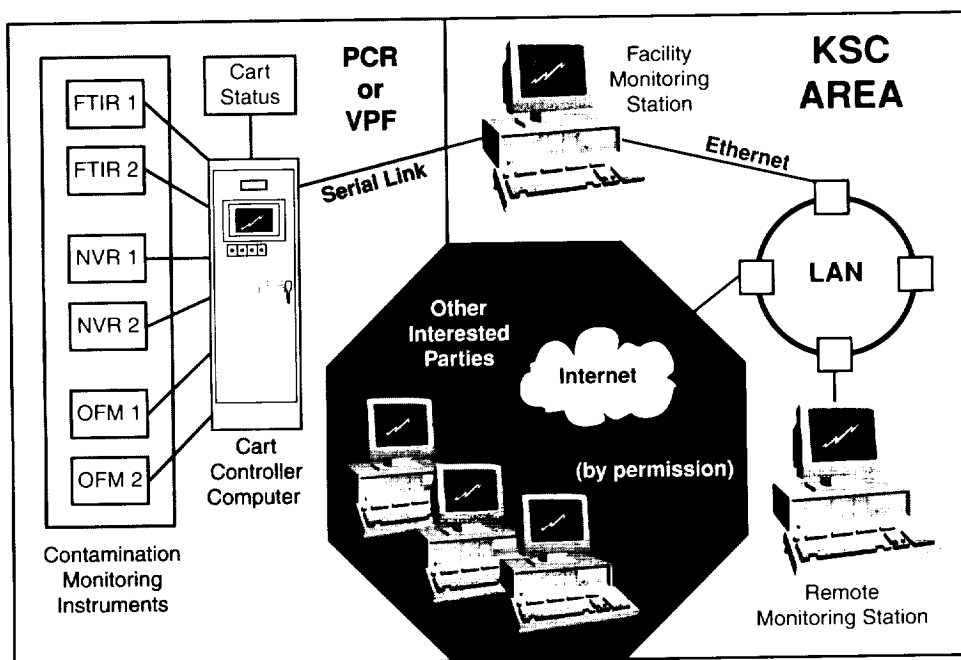 PCR
or
VPF
KSC
AREA
FTIR 1
FTIR 2
NVR 1
NVR 2
OFM 1
OFM 2
Contamination
Monitoring
Instruments
Cart
Status
Cart
Controller
Computer
Serial Link
Facility
Monitoring
Station
Ethernet
LAN
Other
Interested
Parties
Internet
(by permission)
Remote
Monitoring Station